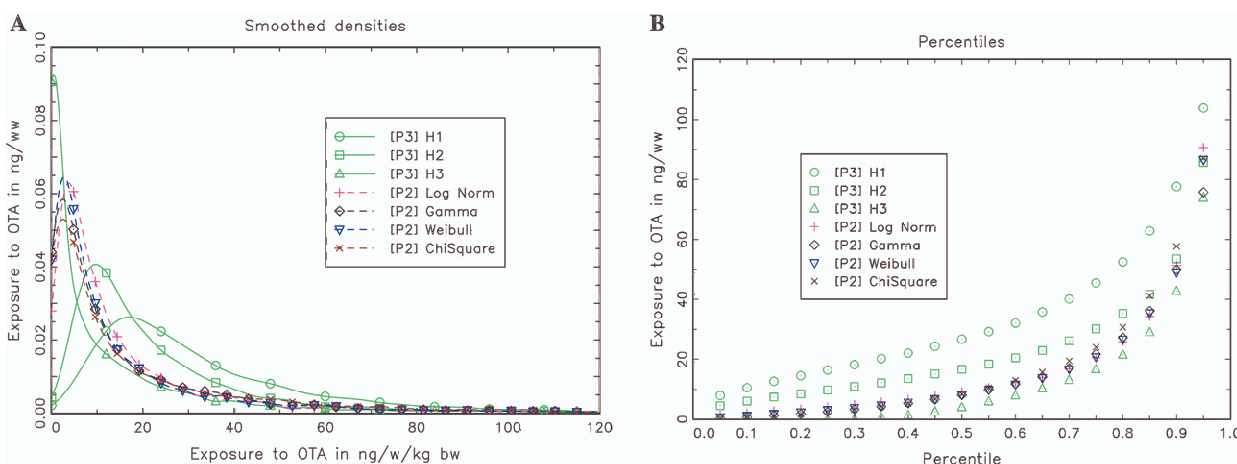 A
Smoothed densities
Exposure to OTA in ng/ww
0.10
0.08
0.06
0.04
0.02
0.00
[P3] H1
[P3] H2
[P3] H3
[P2] Log Norm
[P2] Gamma
[P2] Weibull
[P2] ChiSquare
0 20 40 60 80 100 120
Exposure to OTA in ng/w/kg bw
B
Percentiles
Exposure to OTA in ng/ww
120
100
80
60
40
20
0
[P3] H1
[P3] H2
[P3] H3
[P2] Log Norm
[P2] Gamma
[P2] Weibull
[P2] ChiSquare
0.0 0.1 0.2 0.3 0.4 0.5 0.6 0.7 0.8 0.9 1.0
Percentile